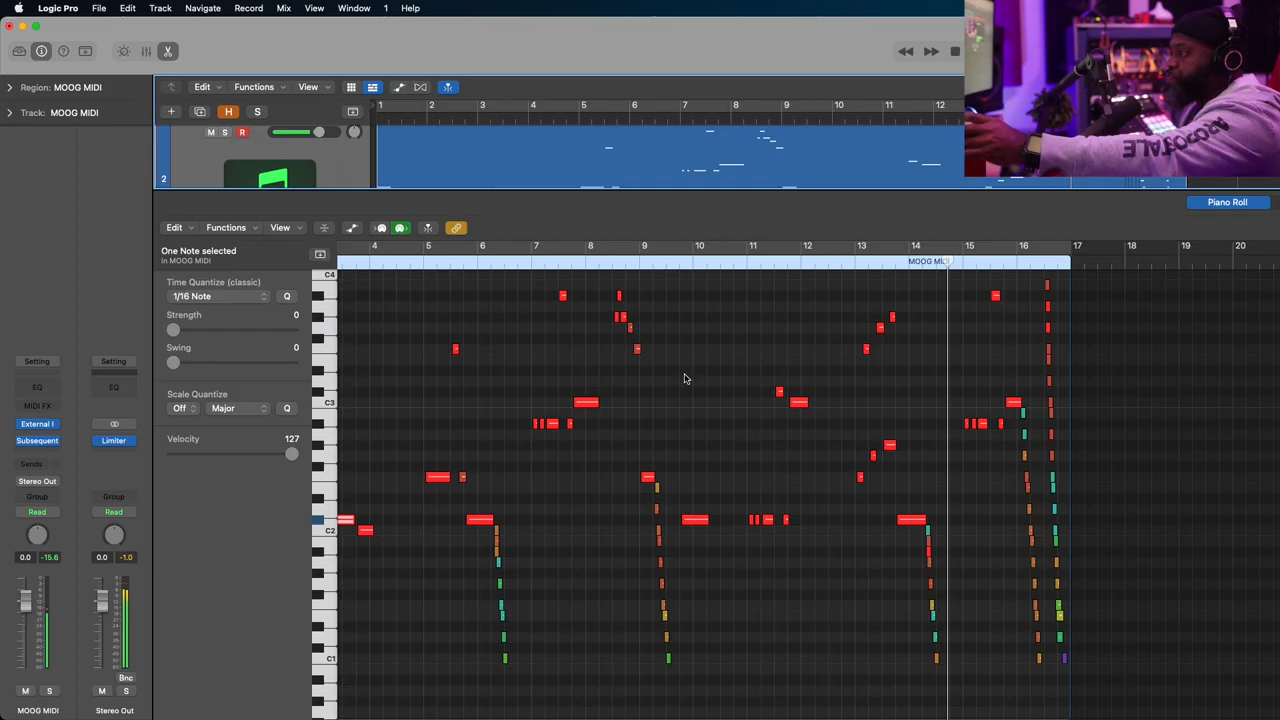 Logic Pro File Edit Track Navigate Record Mix View Window 1 Help
Region: MOOG MIDI
Edit Functions View
Track: MOOG MIDI
H S
1 2 3 4 5 6 7 8 9 10 11 12
M S R
2
Piano Roll
Edit Functions View
4 5 6 7 8 9 10 11 12 13 14 15 16 17 18 19 20
One Note selected
in MOOG MIDI
MOOG MIDI
C4
Time Quantize (classic)
1/16 Note Q
Strength 0
Swing 0
Scale Quantize
Off Major Q
C3
Velocity 127
C2
C1
Setting Setting
EQ EQ
MIDI FX
External I
Subsequent Limiter
Sends
Stereo Out
Group Group
Read Read
0.0 -15.6 0.0 -1.0
Bnc
M S M S
MOOG MIDI Stereo Out